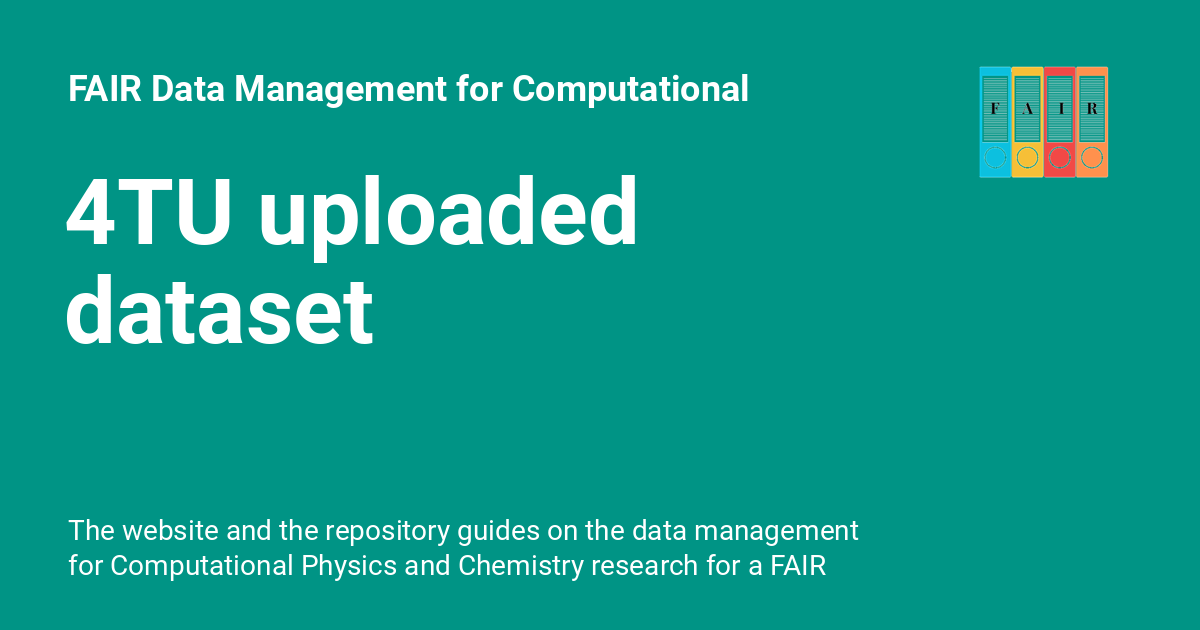 FAIR Data Management for Computational
F A I R
4TU uploaded
dataset
The website and the repository guides on the data management
for Computational Physics and Chemistry research for a FAIR